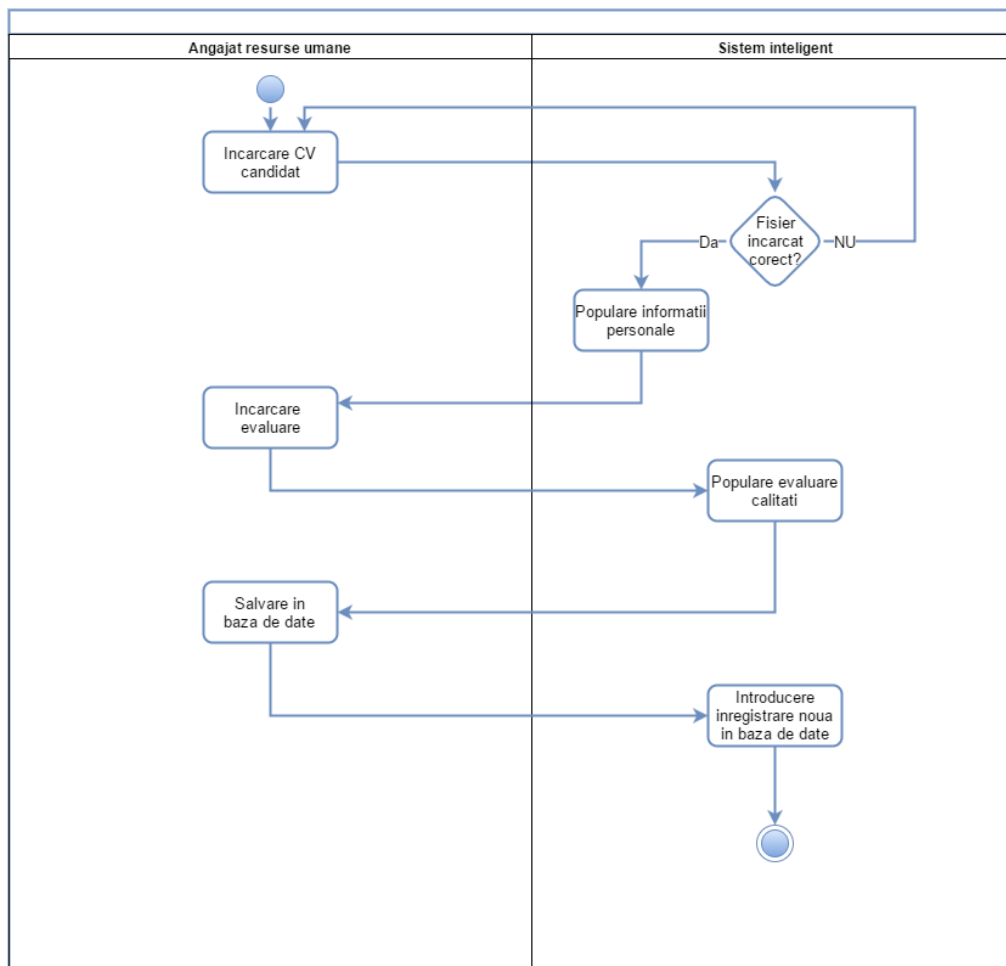 Angajat resurse umane
Sistem inteligent
Incarcare CV
candidat
Fisier
incarcat
corect?
Da
NU
Populare informatii
personale
Incarcare
evaluare
Populare evaluare
calitati
Salvare in
baza de date
Introducere
inregistrare noua
in baza de date